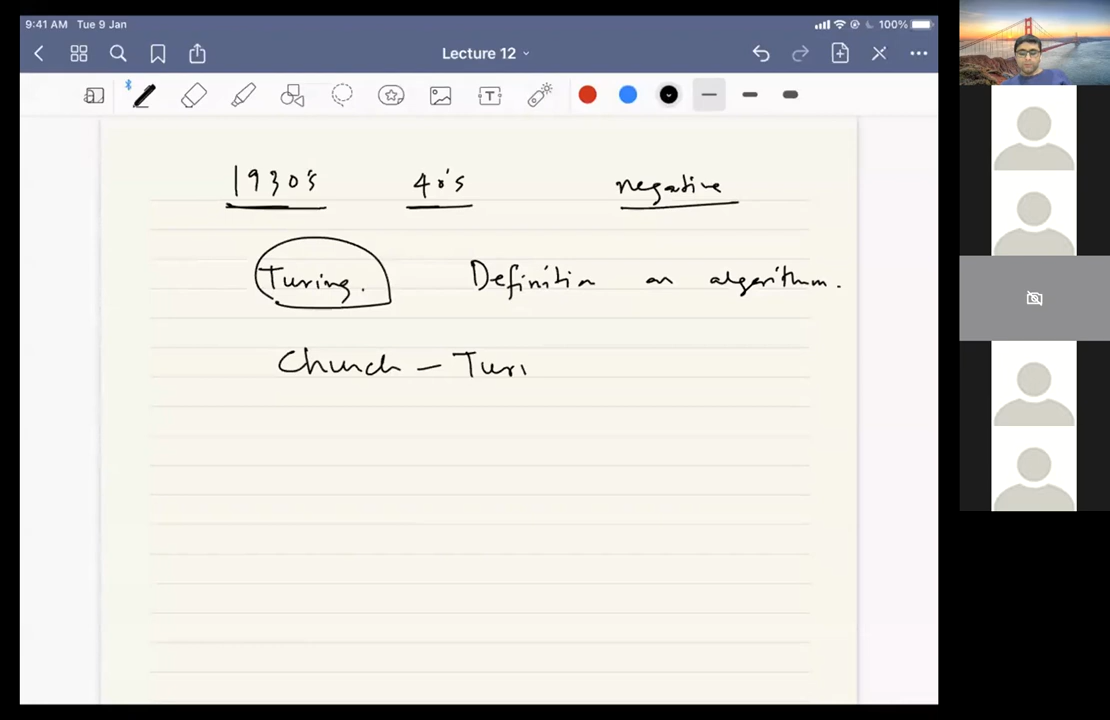 9:41 AM Tue 9 Jan 100%
Lecture 12
1930's 40's negative
Turing. Definition an algorithm.
Church - Turi